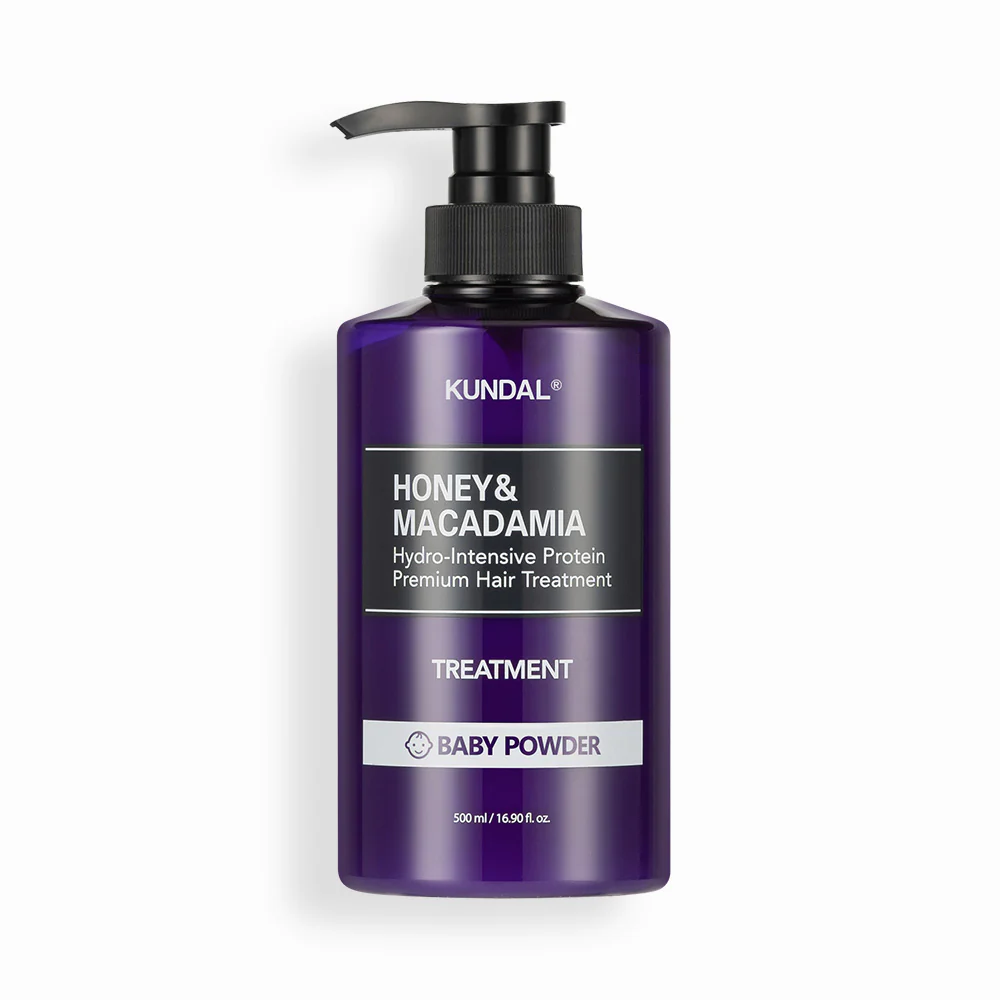 KUNDAL®
HONEY&
MACADAMIA
Hydro-Intensive Protein
Premium Hair Treatment
TREATMENT
BABY POWDER
500 ml / 16.90 fl. oz.